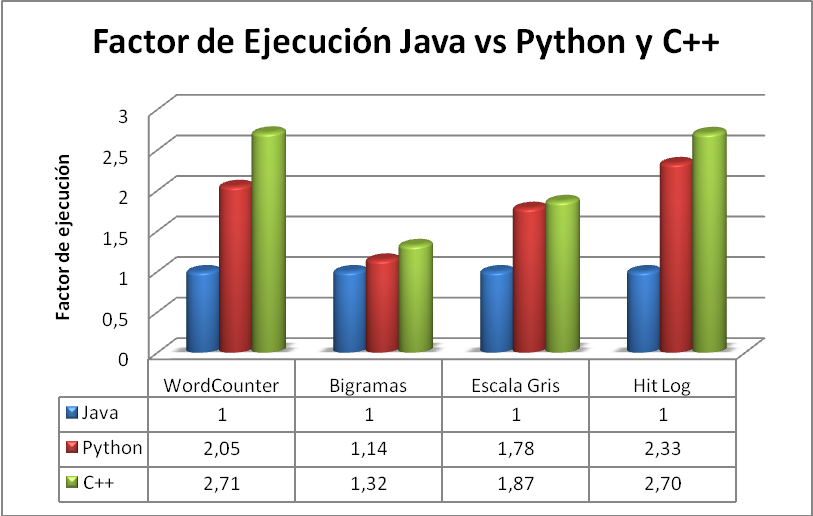 Factor de Ejecución Java vs Python y C++
Factor de ejecución
3
2,5
2
1,5
1
0,5
0
WordCounter Bigramas Escala Gris Hit Log
Java 1 1 1 1
Python 2,05 1,14 1,78 2,33
C++ 2,71 1,32 1,87 2,70